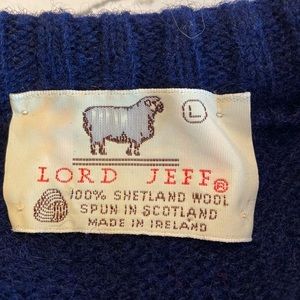 L
LORD JEFF®
100% SHETLAND WOOL
SPUN IN SCOTLAND
MADE IN IRELAND